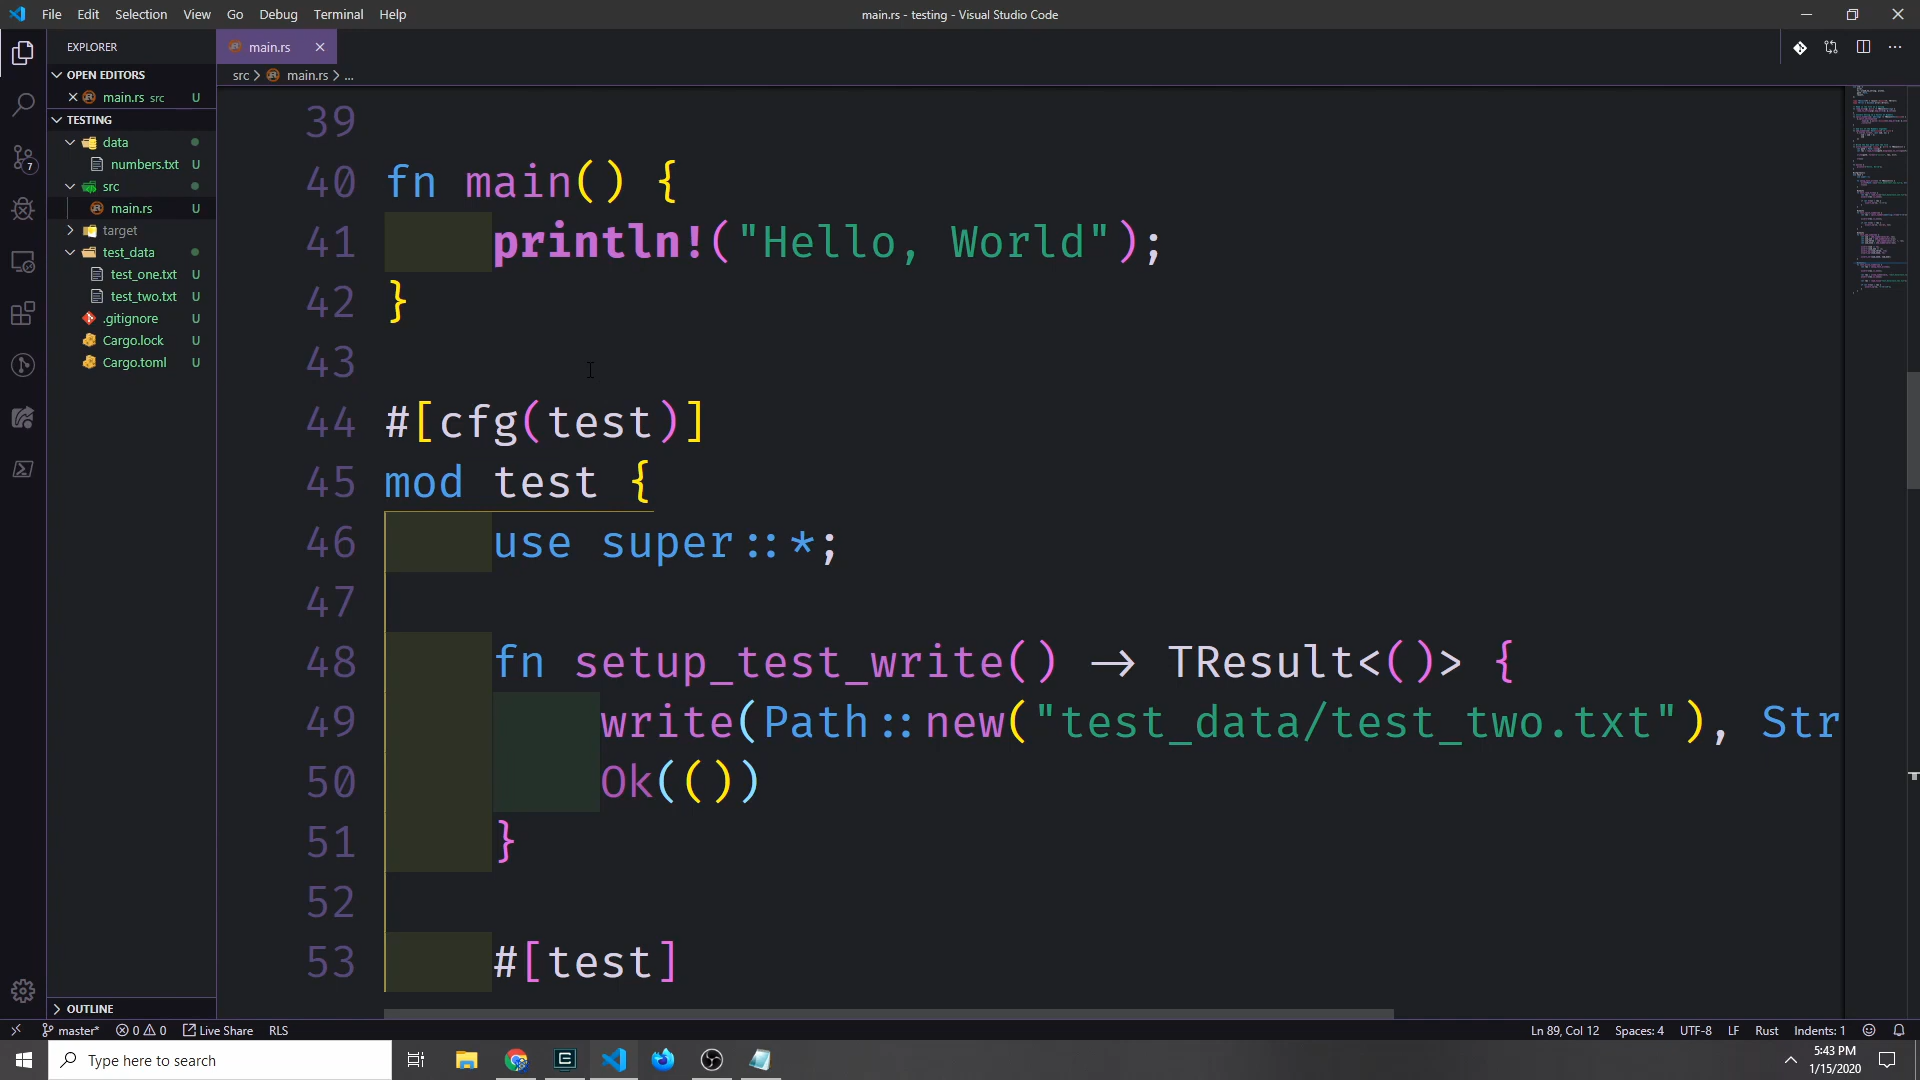 File Edit Selection View Go Debug Terminal Help
main.rs - testing - Visual Studio Code
EXPLORER
OPEN EDITORS
main.rs src U
TESTING
data
numbers.txt U
src
main.rs U
target
test_data
test_one.txt U
test_two.txt U
.gitignore U
Cargo.lock U
Cargo.toml U
OUTLINE
7
main.rs
src > main.rs > ...
39
40 fn main() {
41 println!("Hello, World");
42 }
43
44 #[cfg(test)]
45 mod test {
46 use super::*;
47
48 fn setup_test_write() -> TResult<()> {
49 write(Path::new("test_data/test_two.txt"), Str
50 Ok(())
51 }
52
53 #[test]
master* 0 0 Live Share RLS
Ln 89, Col 12 Spaces: 4 UTF-8 LF Rust Indents: 1
Type here to search
5:43 PM
1/15/2020